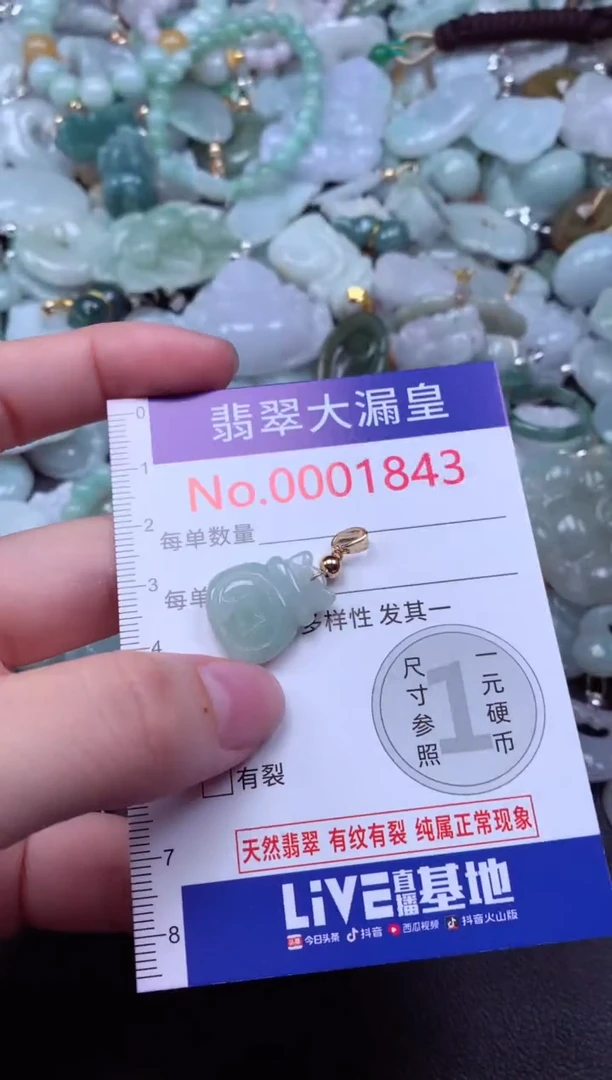 0
翡翠大漏皇
1
No.0001843
2
每单数量
3
每单
多样性 发其一
4
尺寸参照
1
一元硬币
有裂
天然翡翠 有纹有裂 纯属正常现象
7
LiVE直播基地
8
头条 今日头条 抖音 西瓜视频 抖音火山版